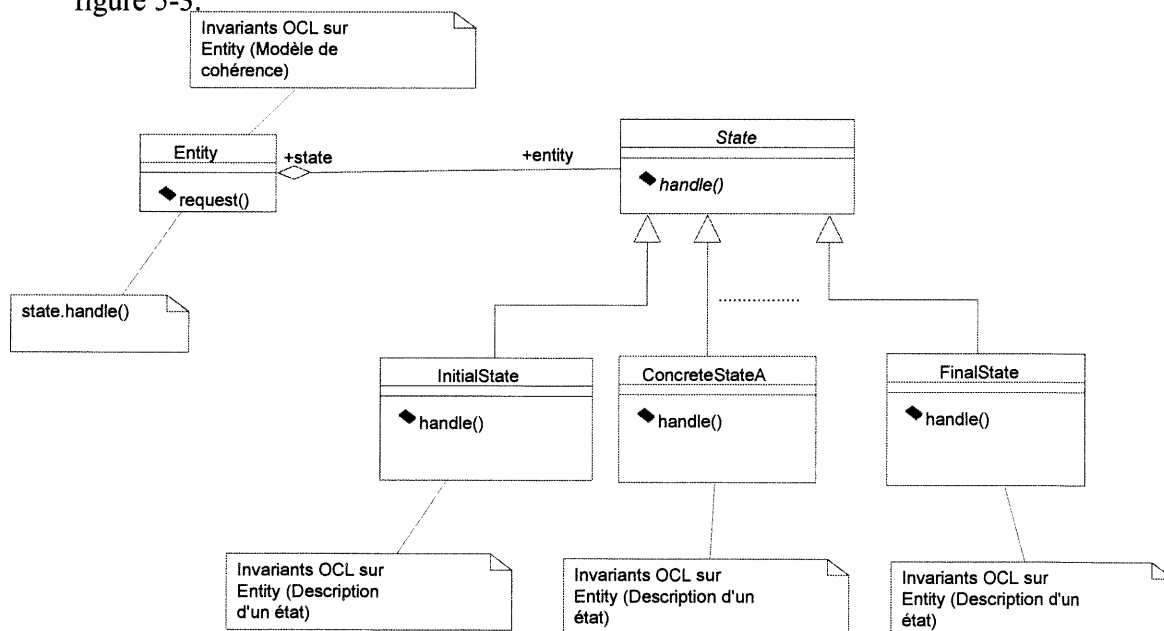 figure 5-3.
Invariants OCL sur
Entity (Modèle de
cohérence)
Entity
request()
+state
+entity
State
handle()
state.handle()
..................
InitialState
handle()
ConcreteStateA
handle()
FinalState
handle()
Invariants OCL sur
Entity (Description
d'un état)
Invariants OCL sur
Entity (Description d'un
état)
Invariants OCL sur
Entity (Description d'un
état)